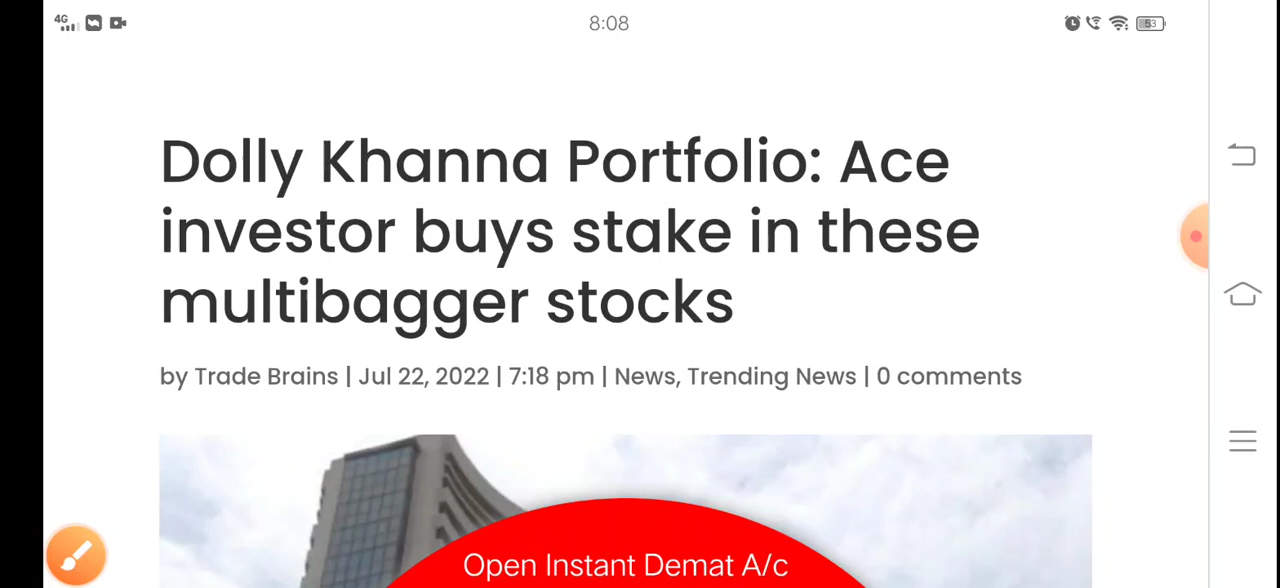 4G
8:08
53
Dolly Khanna Portfolio: Ace
investor buys stake in these
multibagger stocks
by Trade Brains | Jul 22, 2022 | 7:18 pm | News, Trending News | 0 comments
Open Instant Demat A/c